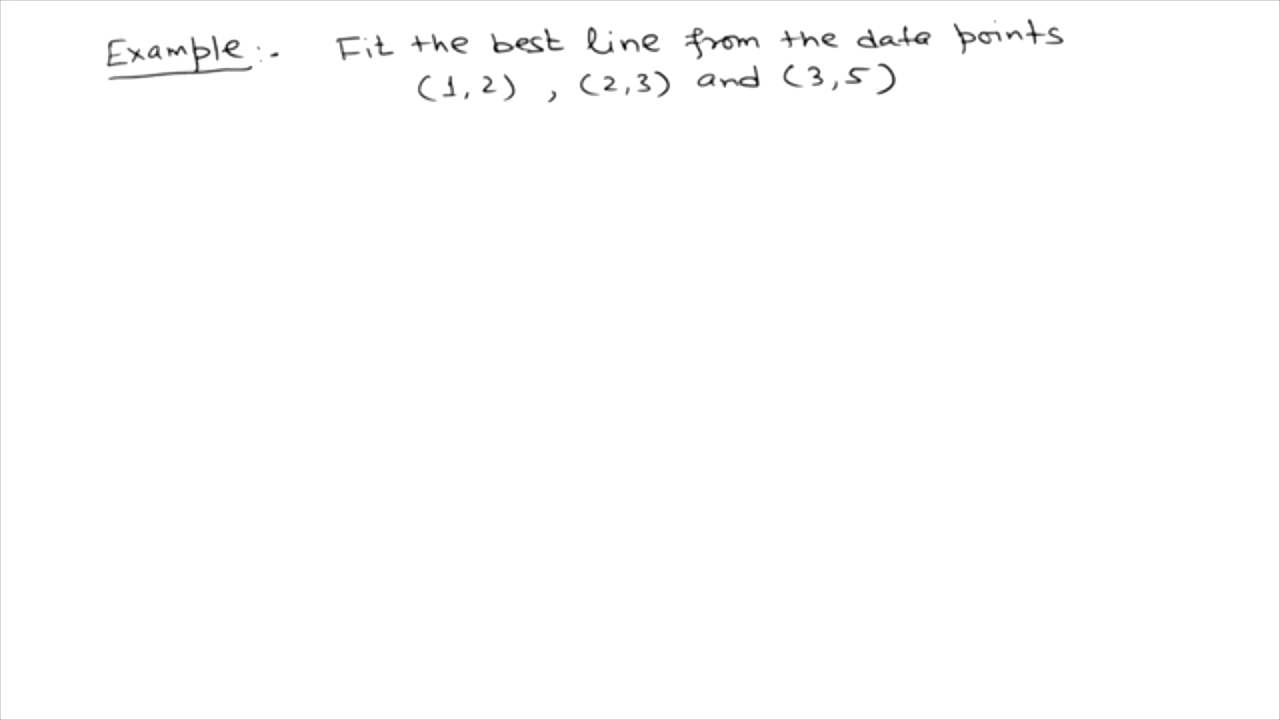 Example:- Fit the best line from the data points
(1,2) , (2,3) and (3,5)